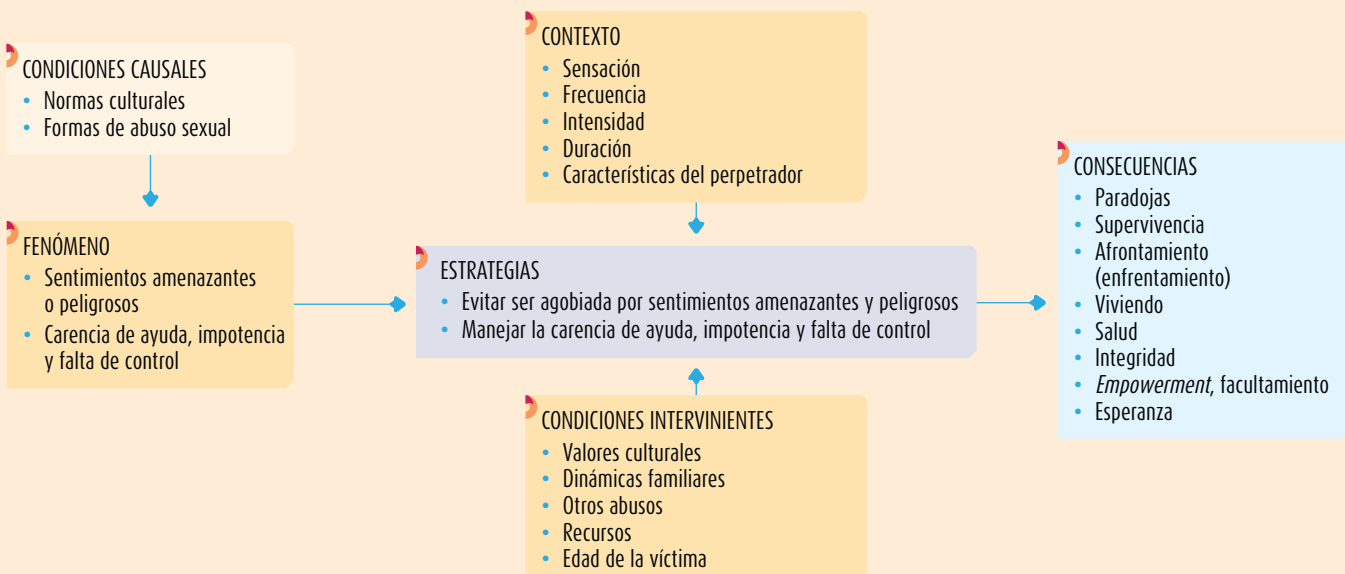 CONDICIONES CAUSALES
• Normas culturales
• Formas de abuso sexual
FENÓMENO
• Sentimientos amenazantes
o peligrosos
• Carencia de ayuda, impotencia
y falta de control
CONTEXTO
• Sensación
• Frecuencia
• Intensidad
• Duración
• Características del perpetrador
ESTRATEGIAS
• Evitar ser agobiada por sentimientos amenazantes y peligrosos
• Manejar la carencia de ayuda, impotencia y falta de control
CONDICIONES INTERVINIENTES
• Valores culturales
• Dinámicas familiares
• Otros abusos
• Recursos
• Edad de la víctima
CONSECUENCIAS
• Paradojas
• Supervivencia
• Afrontamiento
(enfrentamiento)
• Viviendo
• Salud
• Integridad
• Empowerment, facultamiento
• Esperanza